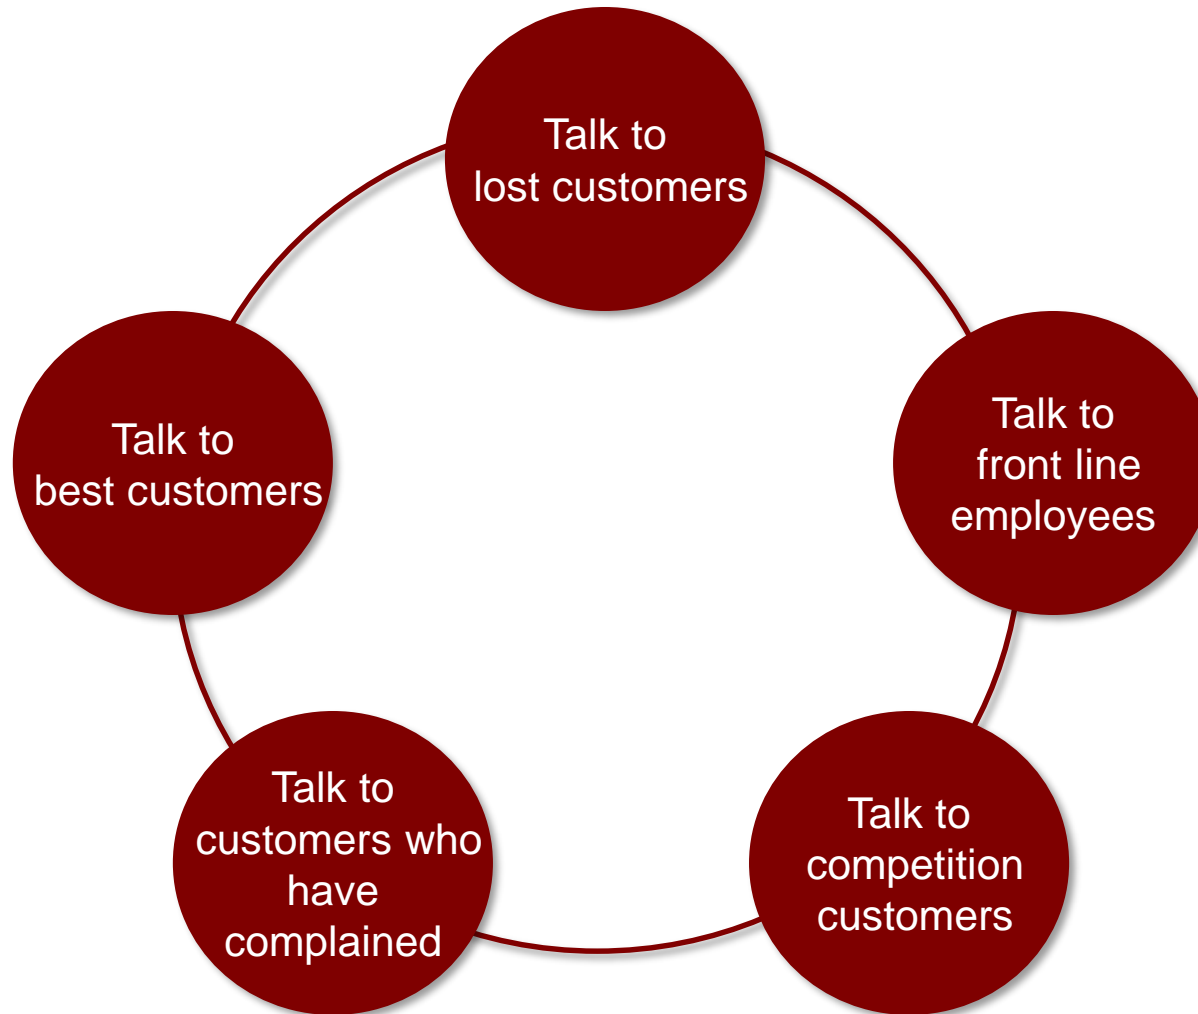 Talk to
lost customers
Talk to
front line
employees
Talk to
competition
customers
Talk to
customers who
have
complained
Talk to
best customers